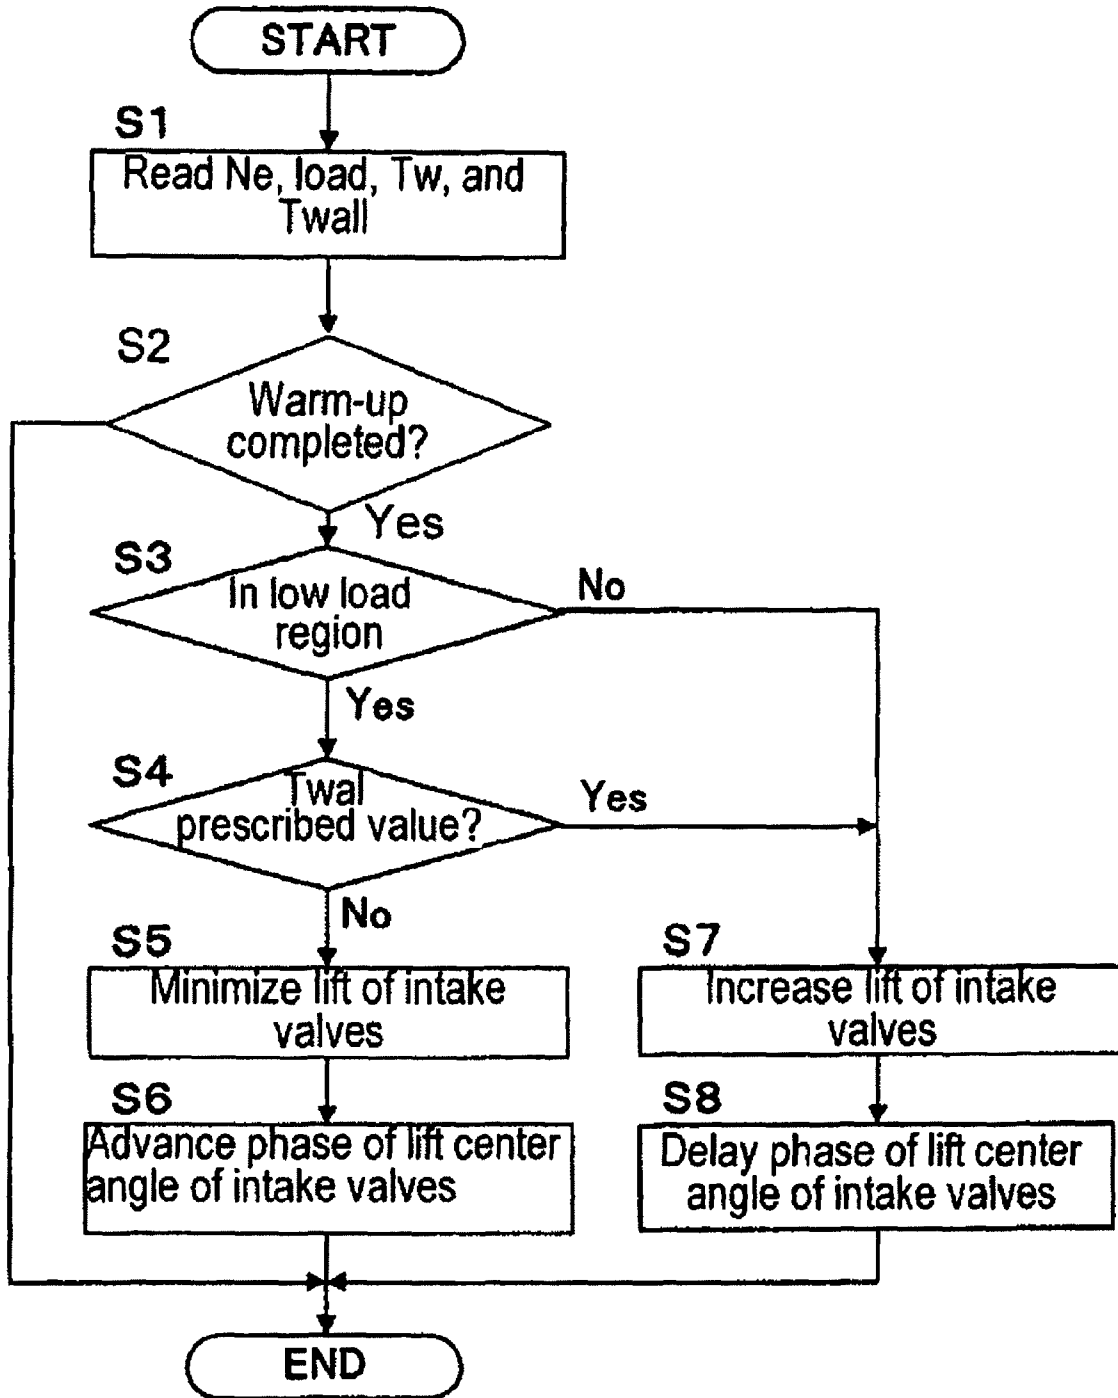 START
S1
Read Ne, load, Tw, and
Twall
S2
Warm-up
completed?
Yes
S3
In low load
region
No
Yes
S4
Twal
prescribed value?
Yes
No
S5
Minimize lift of intake
valves
S7
Increase lift of intake
valves
S6
Advance phase of lift center
angle of intake valves
S8
Delay phase of lift center
angle of intake valves
END